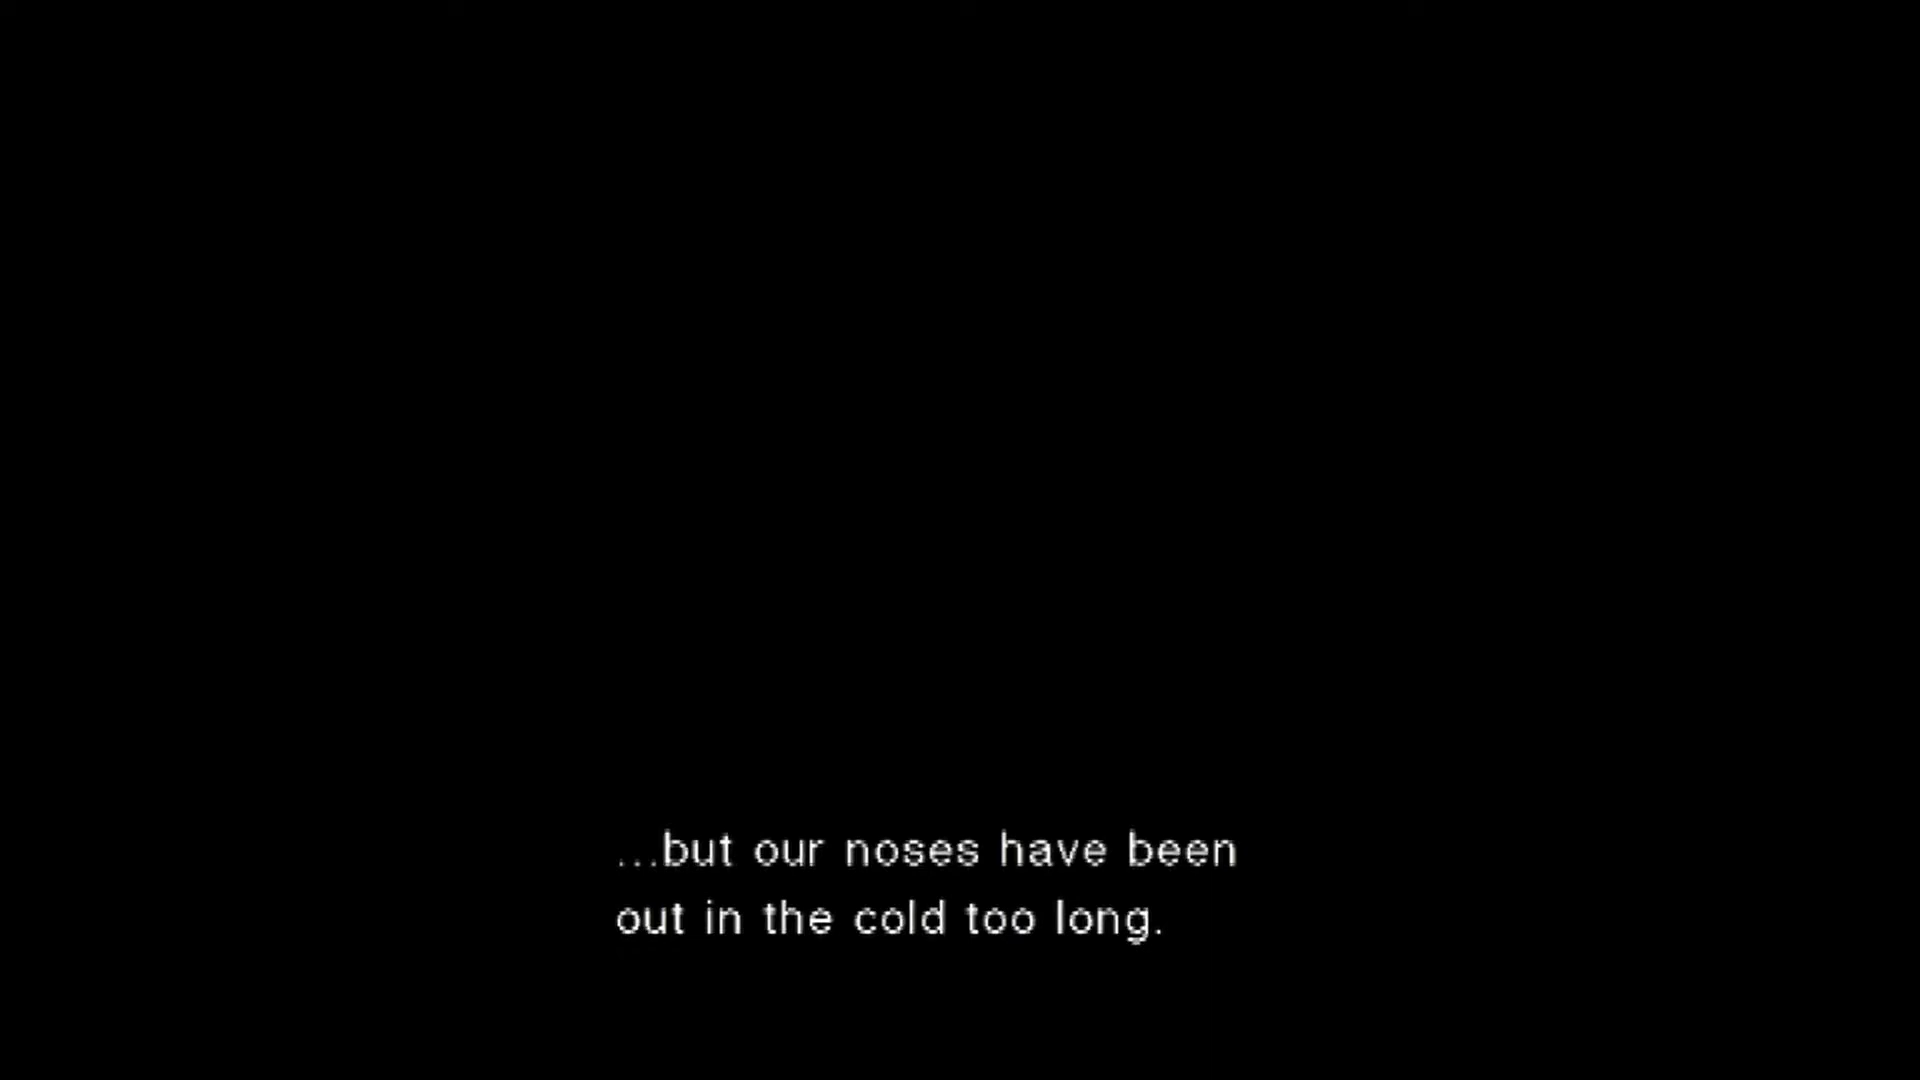 ...but our noses have been
out in the cold too long.